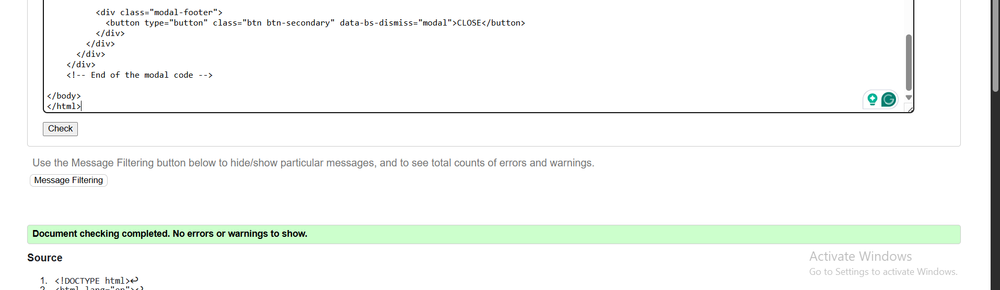 <div class="modal-footer">
<button type="button" class="btn btn-secondary" data-bs-dismiss="modal">CLOSE</button>
</div>
</div>
</div>
</div>
<!-- End of the modal code -->
</body>
</html>
Check
Use the Message Filtering button below to hide/show particular messages, and to see total counts of errors and warnings.
Message Filtering
Document checking completed. No errors or warnings to show.
Source
Activate Windows
Go to Settings to activate Windows.
1. <!DOCTYPE html>↩
2. <html lang="en">↩